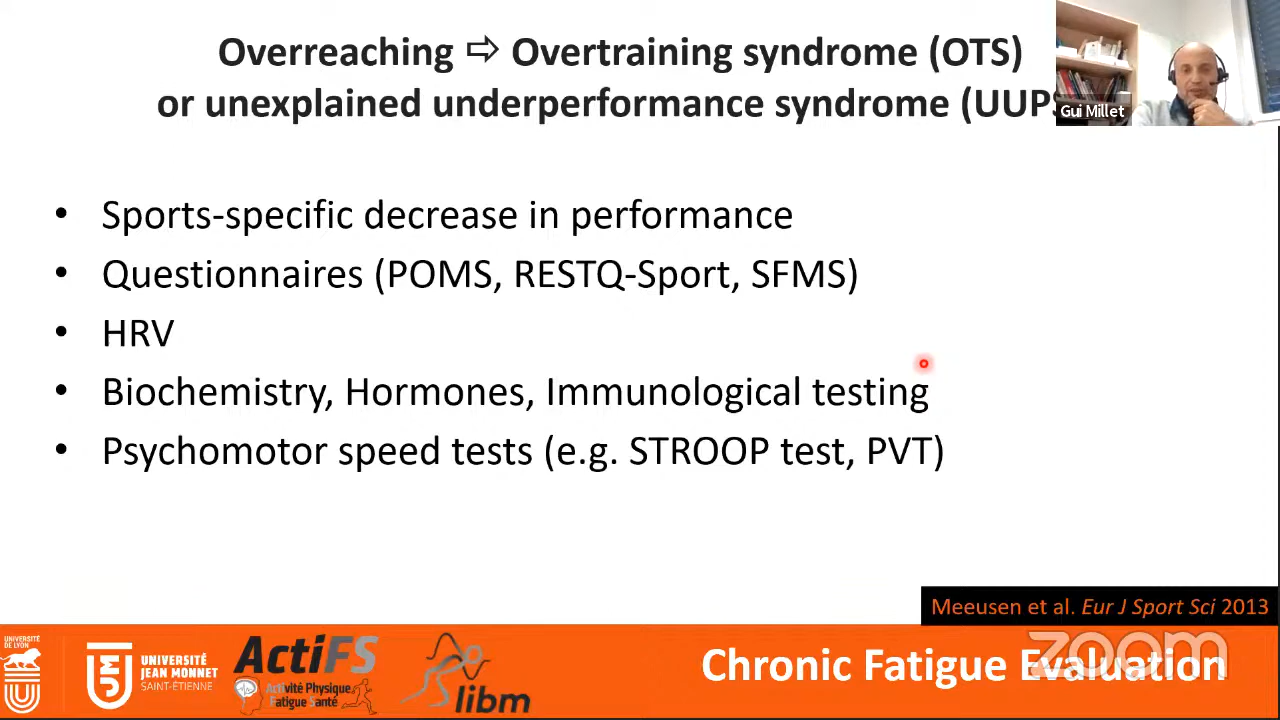 Overreaching ⇨ Overtraining syndrome (OTS)
or unexplained underperformance syndrome (UUPS
Gui Millet
• Sports-specific decrease in performance
• Questionnaires (POMS, RESTQ-Sport, SFMS)
• HRV
• Biochemistry, Hormones, Immunological testing
• Psychomotor speed tests (e.g. STROOP test, PVT)
Meeusen et al. Eur J Sport Sci 2013
zoom
UNIVERSITÉ
DE LYON
UNIVERSITÉ
JEAN MONNET
SAINT-ÉTIENNE
ActiFS
Activité Physique
Fatigue Santé
libm
Chronic Fatigue Evaluation